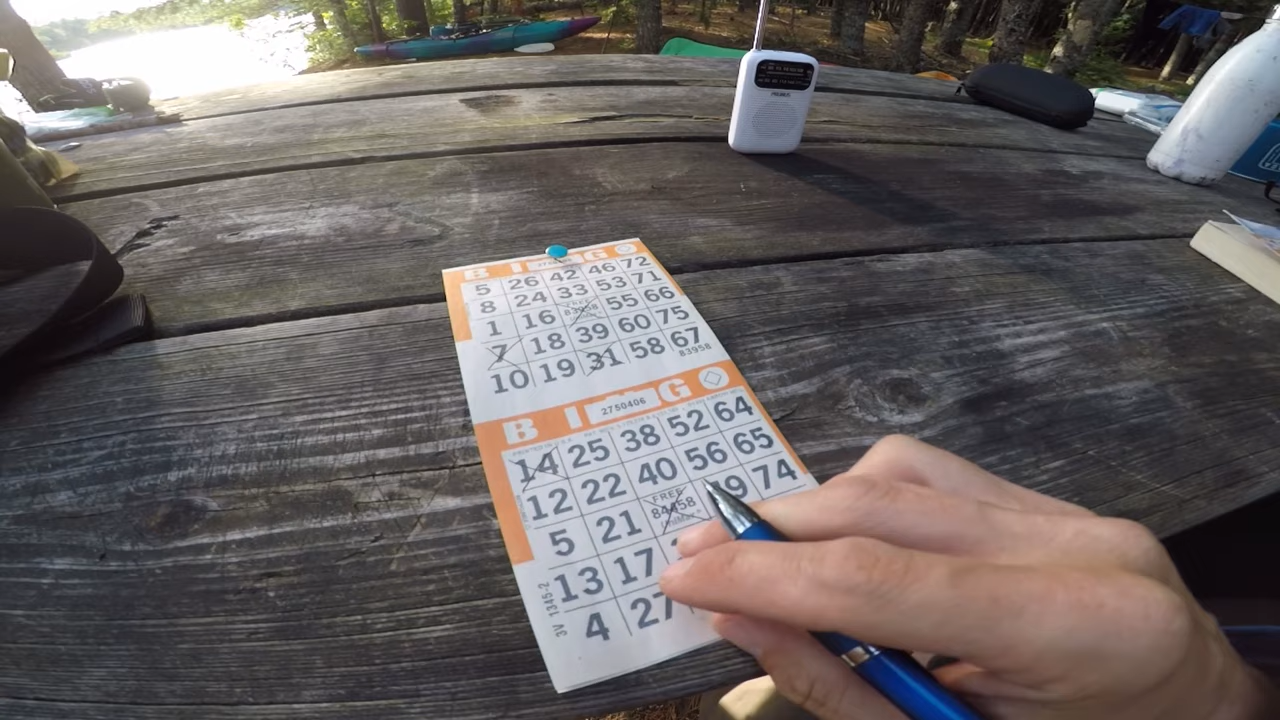 B I N G O
5 26 42 46 72
8 24 33 53 71
1 16 FREE 83958 55 66
7 18 39 60 75
10 19 31 58 67
83958
B I N G O
2750406
14 25 38 52 64
12 22 40 56 65
5 21 FREE 84458 49 74
13 17
4 27
3V 1345-2